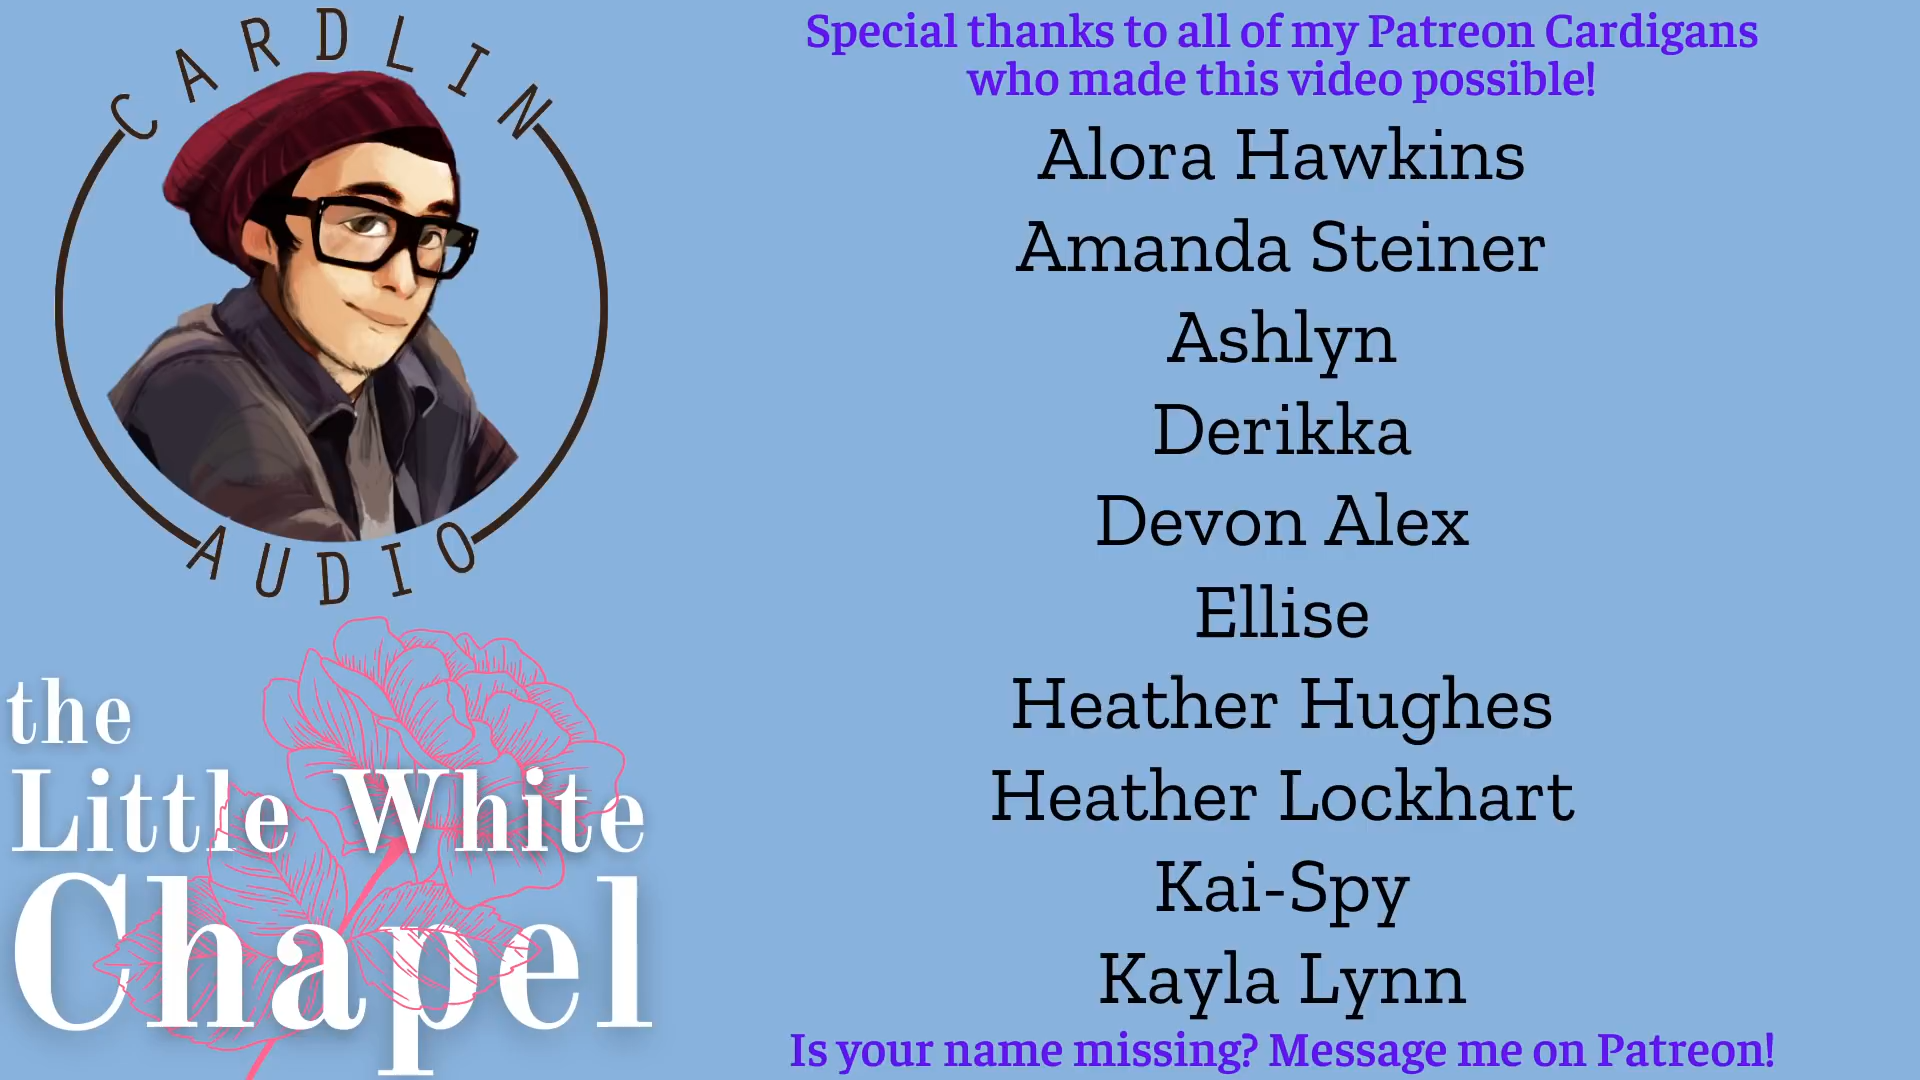 CARDLIN
AUDIO
the
Little White
Chapel
Special thanks to all of my Patreon Cardigans
who made this video possible!
Alora Hawkins
Amanda Steiner
Ashlyn
Derikka
Devon Alex
Ellise
Heather Hughes
Heather Lockhart
Kai-Spy
Kayla Lynn
Is your name missing? Message me on Patreon!